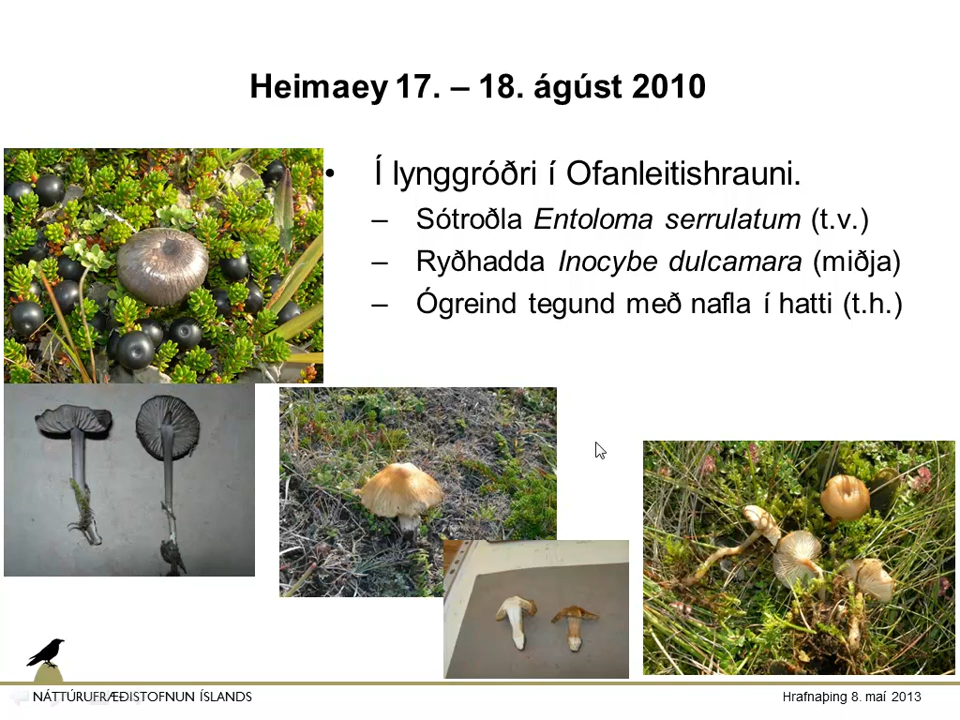 Heimaey 17. – 18. ágúst 2010
• Í lynggróðri í Ofanleitishrauni.
– Sótroðla Entoloma serrulatum (t.v.)
– Ryðhadda Inocybe dulcamara (miðja)
– Ógreind tegund með nafla í hatti (t.h.)
NÁTTÚRUFRÆÐISTOFNUN ÍSLANDS
Hrafnaþing 8. maí 2013